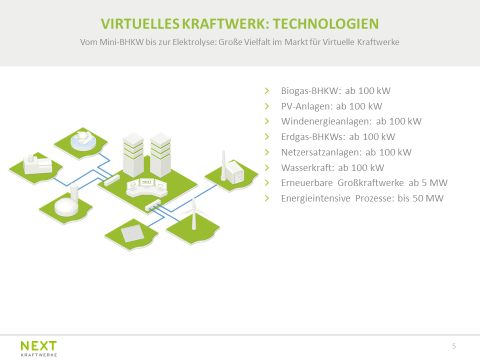 VIRTUELLES KRAFTWERK: TECHNOLOGIEN
Vom Mini-BHKW bis zur Elektrolyse: Große Vielfalt im Markt für Virtuelle Kraftwerke
Biogas-BHKW: ab 100 kW
PV-Anlagen: ab 100 kW
Windenergieanlagen: ab 100 kW
Erdgas-BHKWs: ab 100 kW
Netzersatzanlagen: ab 100 kW
Wasserkraft: ab 100 kW
Erneuerbare Großkraftwerke ab 5 MW
Energieintensive Prozesse: bis 50 MW
NEXT
KRAFTWERKE
5